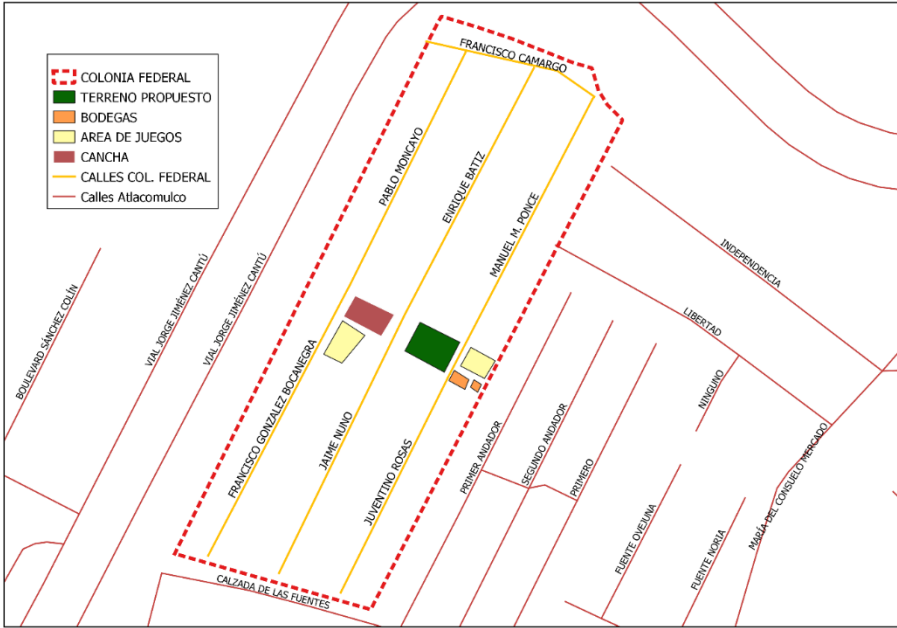 COLONIA FEDERAL
TERRENO PROPUESTO
BODEGAS
AREA DE JUEGOS
CANCHA
CALLES COL. FEDERAL
Calles Atlacomulco
FRANCISCO CAMARGO
PABLO MONCAYO
ENRIQUE BATIZ
MANUEL M. PONCE
INDEPENDENCIA
LIBERTAD
BOULEVARD SÁNCHEZ COLÍN
VIAL JORGE JIMÉNEZ CANTÚ
VIAL JORGE JIMÉNEZ CANTÚ
FRANCISCO GONZALEZ BOCANEGRA
JAIME NUNO
JUVENTINO ROSAS
PRIMER ANDADOR
SEGUNDO ANDADOR
PRIMERO
NINGUNO
MARÍA DEL CONSUELO MERCADO
FUENTE OVEJUNA
FUENTE NORIA
CALZADA DE LAS FUENTES